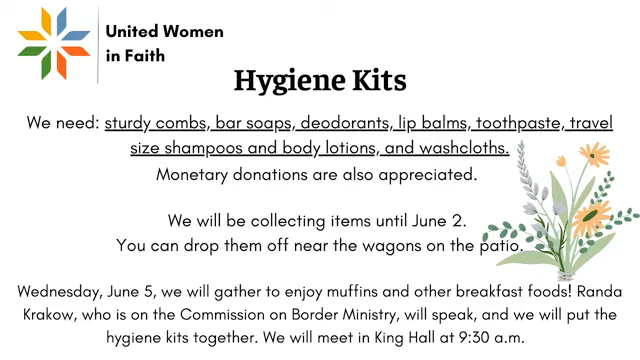 United Women
in Faith
Hygiene Kits
We need: sturdy combs, bar soaps, deodorants, lip balms, toothpaste, travel
size shampoos and body lotions, and washcloths.
Monetary donations are also appreciated.
We will be collecting items until June 2.
You can drop them off near the wagons on the patio.
Wednesday, June 5, we will gather to enjoy muffins and other breakfast foods! Randa
Krakow, who is on the Commission on Border Ministry, will speak, and we will put the
hygiene kits together. We will meet in King Hall at 9:30 a.m.